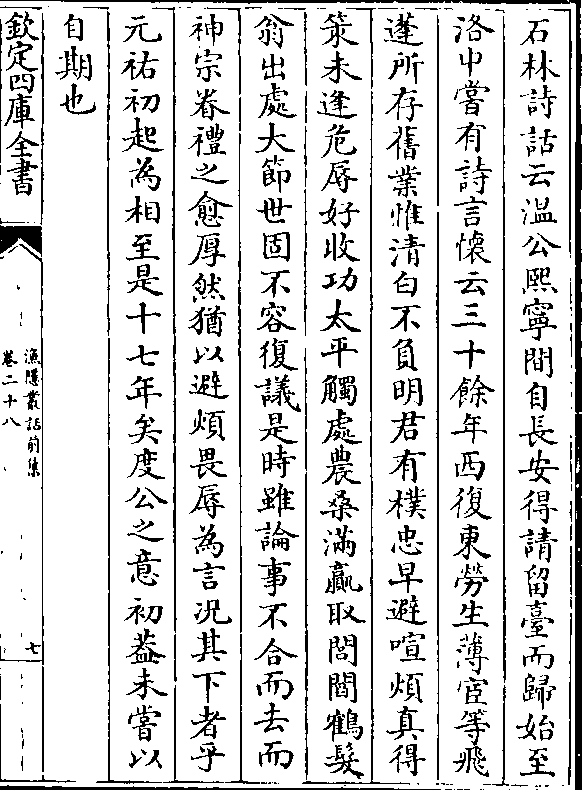 石林詩話云溫公熙寧間自長安得請留臺而歸始至
洛中嘗有詩言懷云三十餘年西復東勞生薄宦等飛
蓬所存舊業惟清白不負明君有樸忠早避喧煩真得
策未逢危辱好收功太平觸處農桑滿贏取閭閻鶴髮
翁出處大節世固不容復議是時雖論事不合而去而
神宗眷禮之愈厚然猶以避煩畏辱為言况其下者乎
元祐初起為相至是十七年矣度公之意初葢未嘗以
自期也
欽定四庫全書
漁隱叢話前集
卷二十八
七